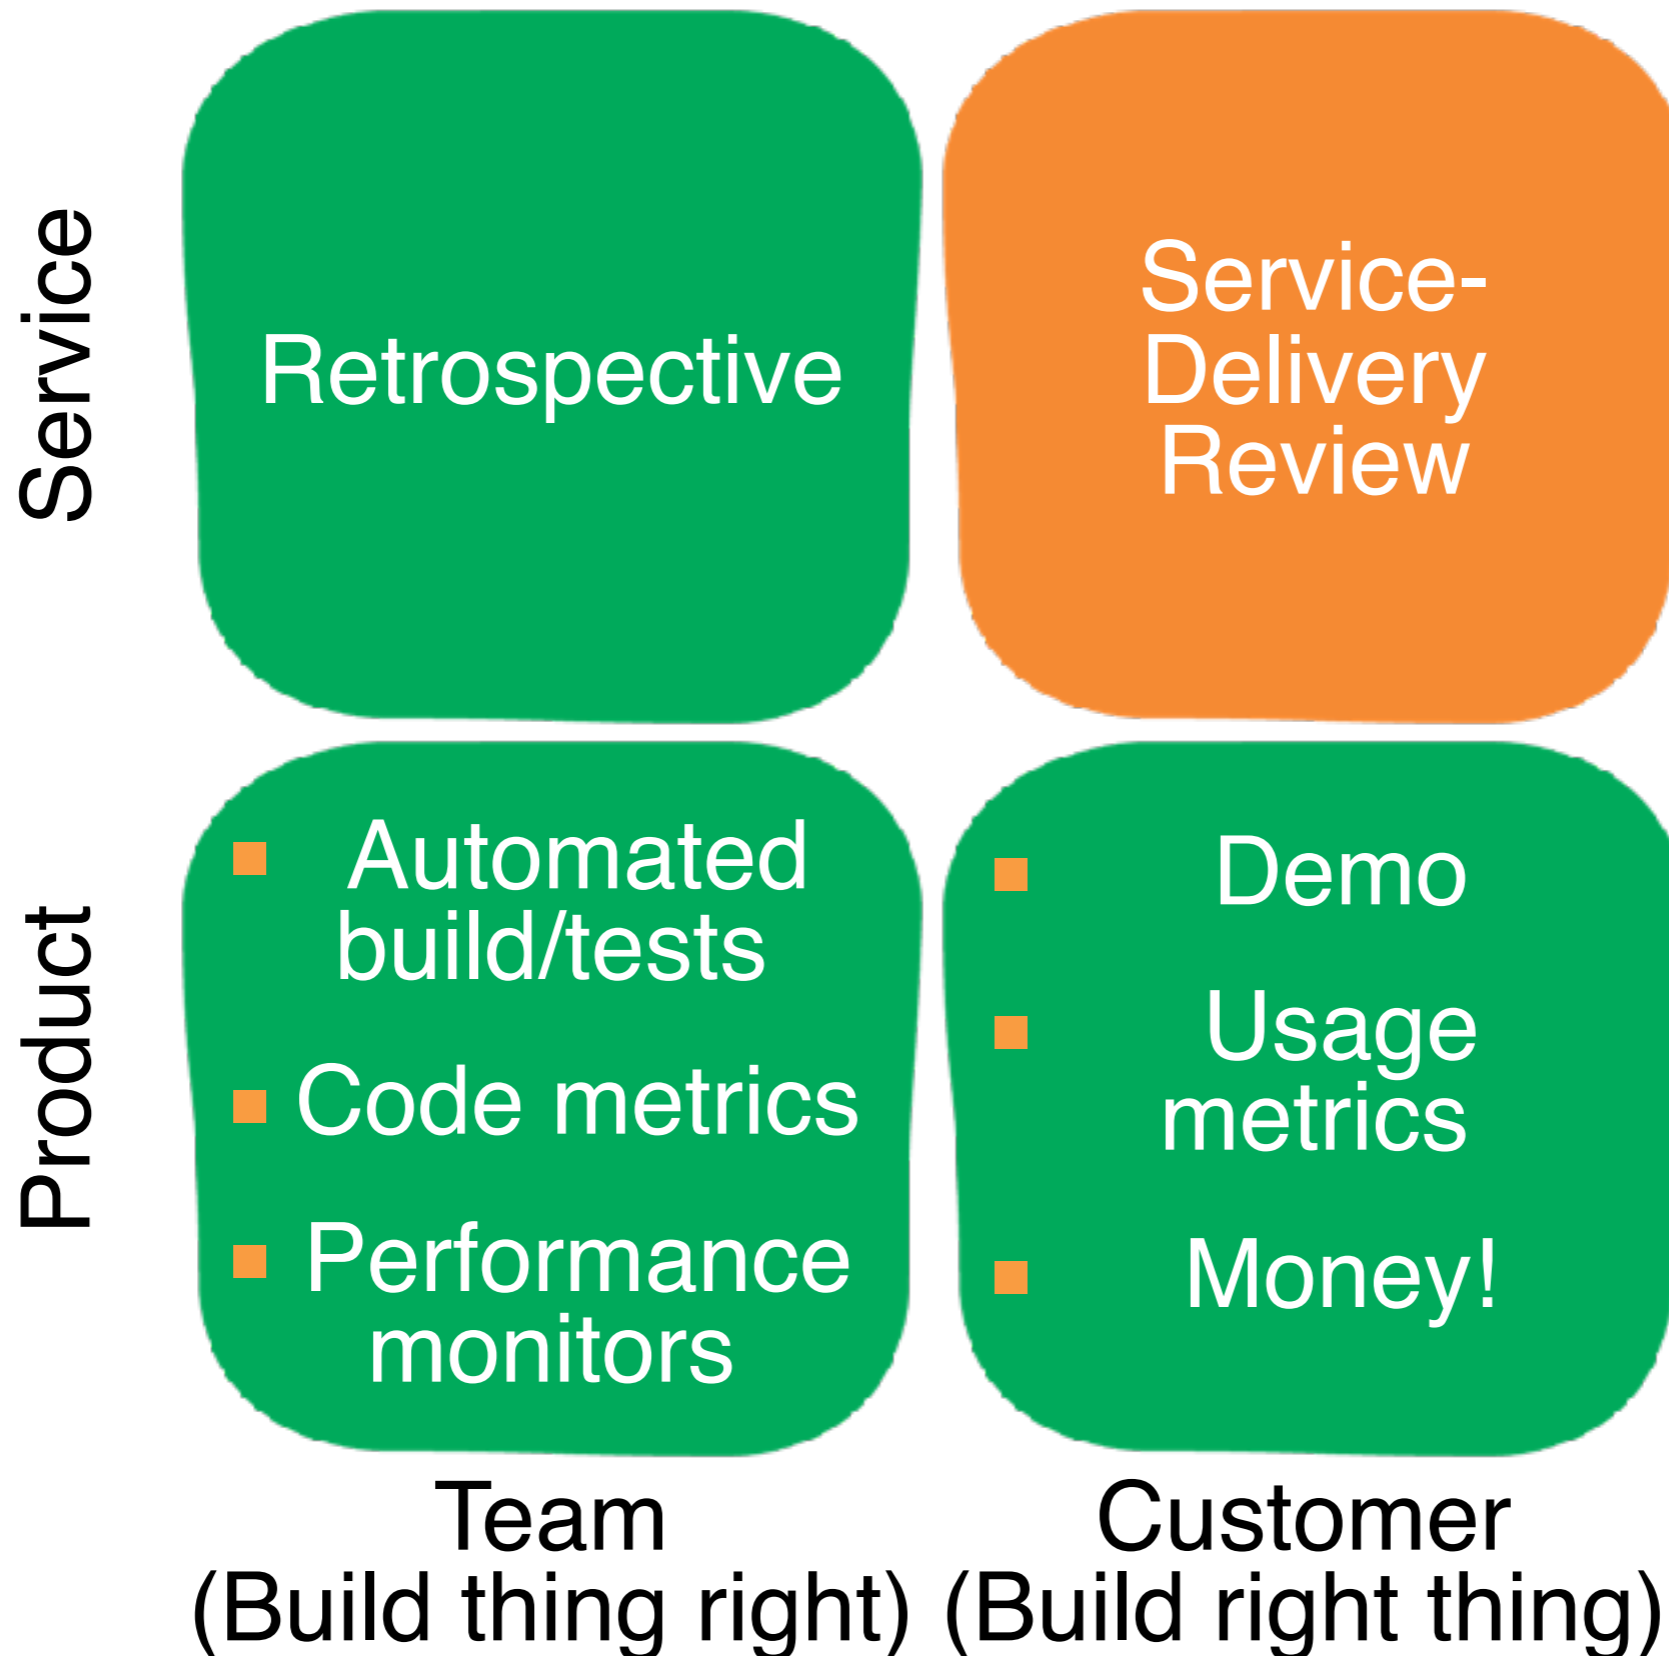 Service
Retrospective
Service-
Delivery
Review
Product
Automated
build/tests
Code metrics
Performance
monitors
Demo
Usage
metrics
Money!
Team
(Build thing right)
Customer
(Build right thing)